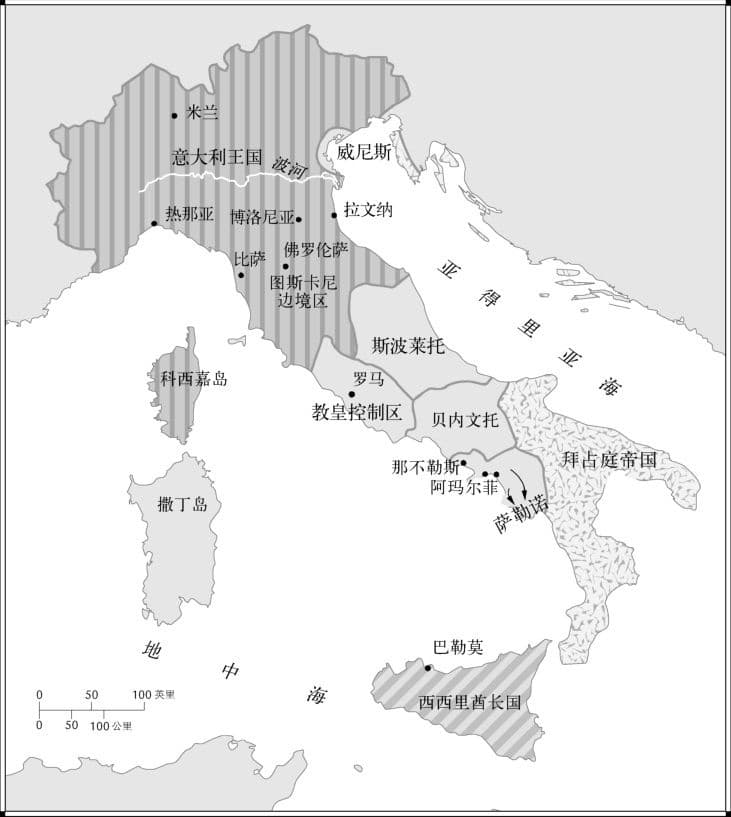 米兰
意大利王国
波河
威尼斯
热那亚
博洛尼亚
拉文纳
比萨
佛罗伦萨
图斯卡尼
边境区
亚得里亚海
斯波莱托
科西嘉岛
罗马
教皇控制区
贝内文托
那不勒斯
阿玛尔菲
拜占庭帝国
撒丁岛
萨勒诺
地中海
巴勒莫
西西里酋长国
0 50 100 英里
0 50 100 公里